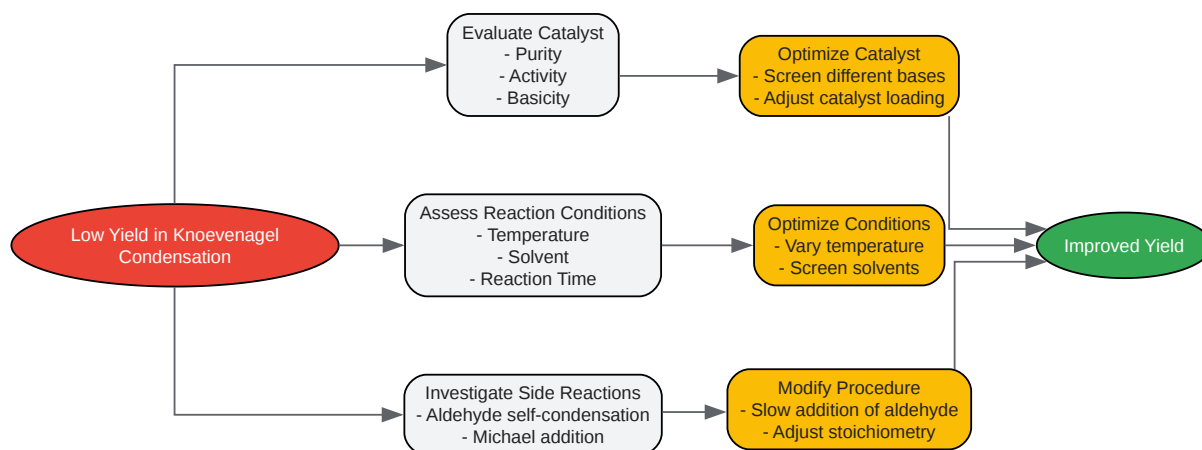 Low Yield in Knoevenagel
Condensation
Evaluate Catalyst
- Purity
- Activity
- Basicity
Optimize Catalyst
- Screen different bases
- Adjust catalyst loading
Assess Reaction Conditions
- Temperature
- Solvent
- Reaction Time
Optimize Conditions
- Vary temperature
- Screen solvents
Investigate Side Reactions
- Aldehyde self-condensation
- Michael addition
Modify Procedure
- Slow addition of aldehyde
- Adjust stoichiometry
Improved Yield